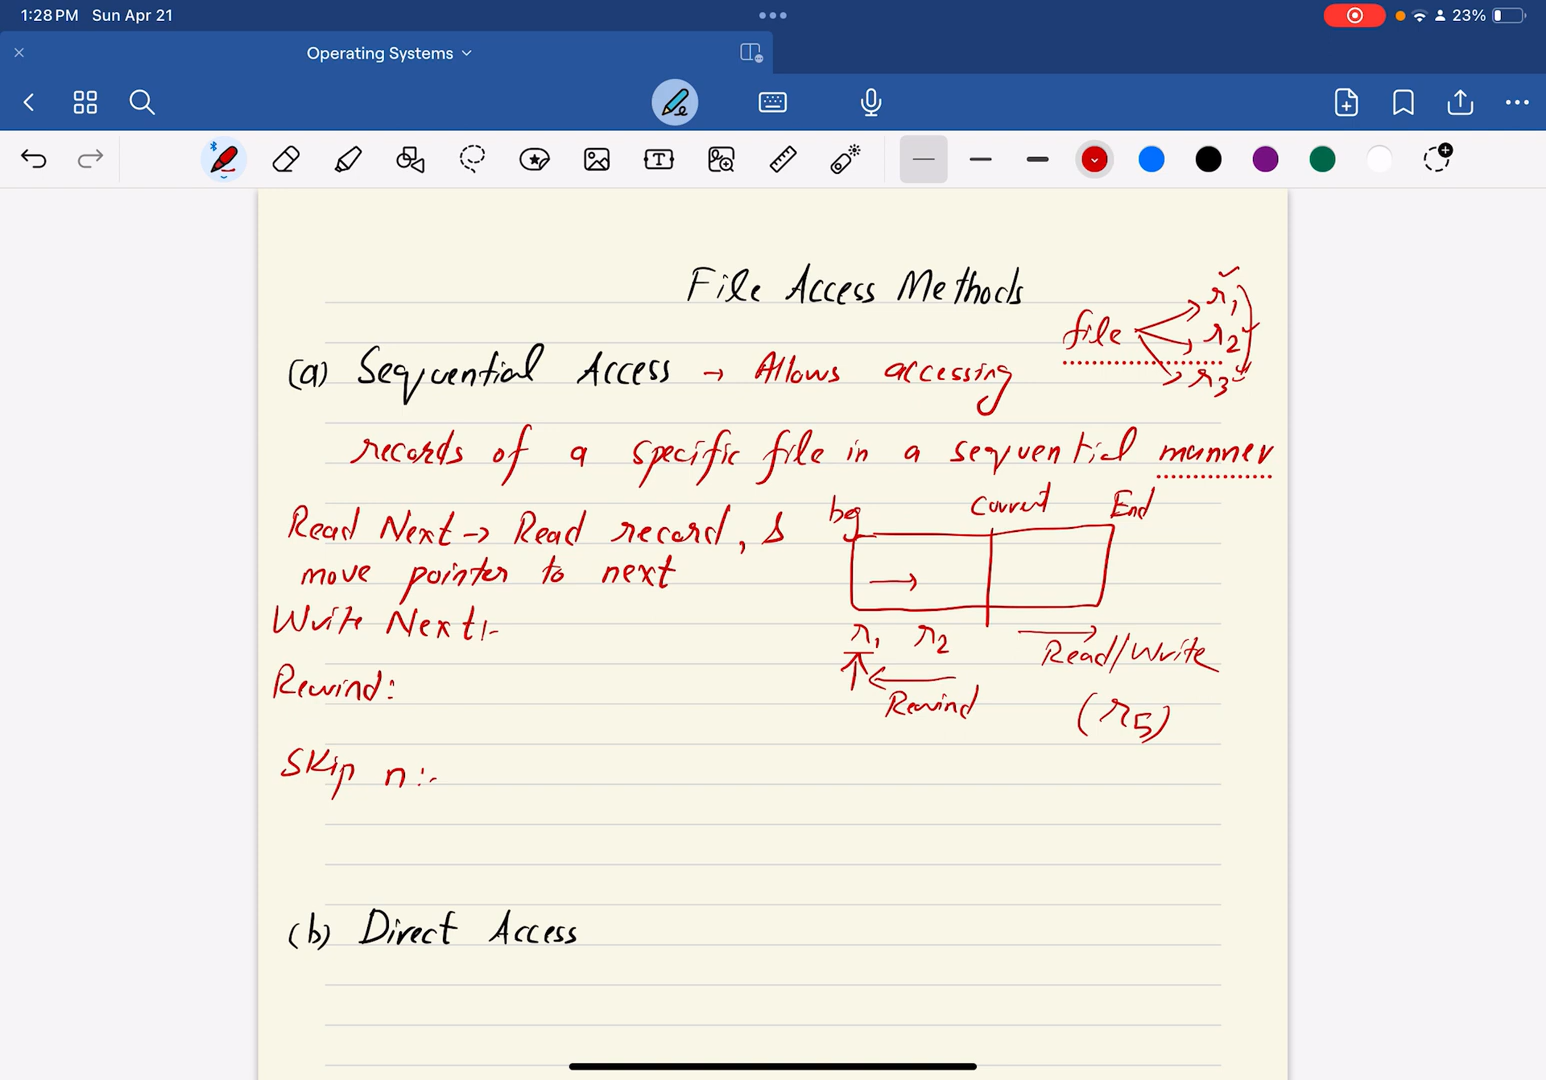 1:28 PM Sun Apr 21
23%
Operating Systems
File Access Methods
file r1
r2
r3
(a) Sequential Access → Allows accessing
records of a specific file in a sequential manner
Read Next → Read record, &
move pointer to next
beg Current End
Write Next:-
r1 r2 Read/Write
Rewind:
Rewind (r5)
Skip n:-
(b) Direct Access